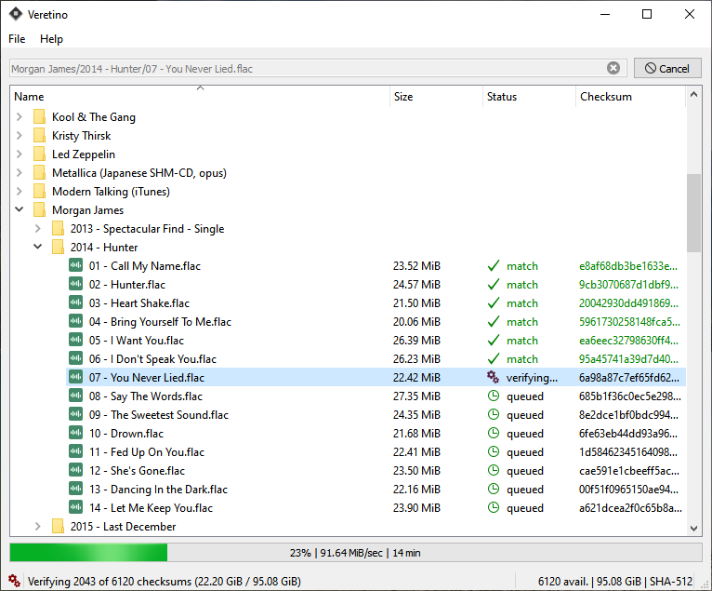 Veretino
File Help
Morgan James/2014 - Hunter/07 - You Never Lied.flac Cancel
Name Size Status Checksum
Kool & The Gang
Kristy Thirsk
Led Zeppelin
Metallica (Japanese SHM-CD, opus)
Modern Talking (iTunes)
Morgan James
2013 - Spectacular Find - Single
2014 - Hunter
01 - Call My Name.flac 23.52 MiB match e8af68db3be1633e...
02 - Hunter.flac 24.57 MiB match 9cb3070687d1dbf9...
03 - Heart Shake.flac 21.50 MiB match 20042930dd491869...
04 - Bring Yourself To Me.flac 20.06 MiB match 5961730258148fca5...
05 - I Want You.flac 26.39 MiB match ea6eec32798630ff4...
06 - I Don't Speak You.flac 26.23 MiB match 95a45741a39d7d40...
07 - You Never Lied.flac 22.42 MiB verifying... 6a98a87c7ef65fd62...
08 - Say The Words.flac 27.35 MiB queued 685b1f36c0ec5e298...
09 - The Sweetest Sound.flac 24.35 MiB queued 8e2dce1bf0bdc994...
10 - Drown.flac 21.68 MiB queued 6fe63eb44dd93a96...
11 - Fed Up On You.flac 22.41 MiB queued 1d58462345164098...
12 - She's Gone.flac 23.50 MiB queued cae591e1cbeeff5ac...
13 - Dancing In the Dark.flac 22.16 MiB queued 00f51f0965150ae94...
14 - Let Me Keep You.flac 23.90 MiB queued a621dcea2f0c65b8a...
2015 - Last December
23% | 91.64 MiB/sec | 14 min
Verifying 2043 of 6120 checksums (22.20 GiB / 95.08 GiB) 6120 avail. | 95.08 GiB | SHA-512